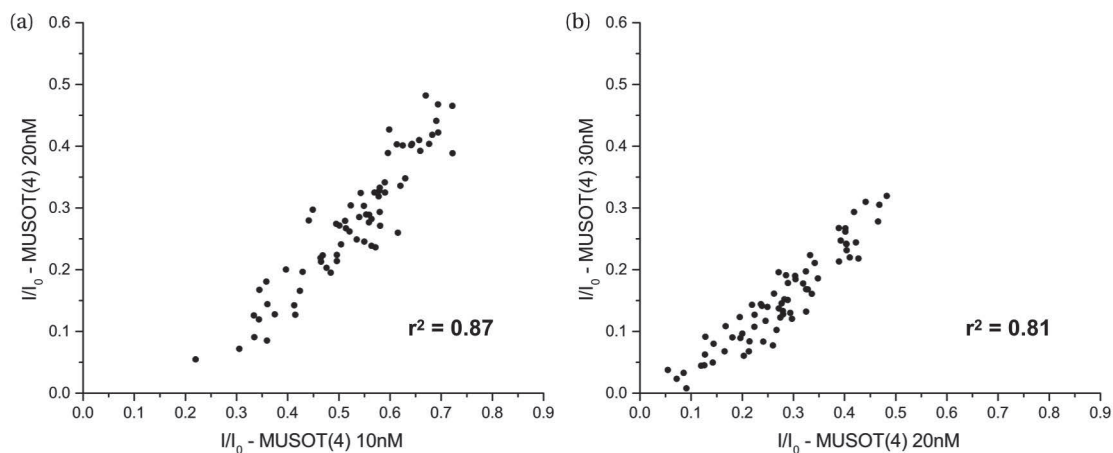 (a)
0.6
0.5
0.4
0.3
0.2
0.1
0.0
I/I₀ - MUSOT(4) 20nM
r² = 0.87
0.0 0.1 0.2 0.3 0.4 0.5 0.6 0.7 0.8 0.9
I/I₀ - MUSOT(4) 10nM
(b)
0.6
0.5
0.4
0.3
0.2
0.1
0.0
I/I₀ - MUSOT(4) 30nM
r² = 0.81
0.0 0.1 0.2 0.3 0.4 0.5 0.6 0.7 0.8 0.9
I/I₀ - MUSOT(4) 20nM